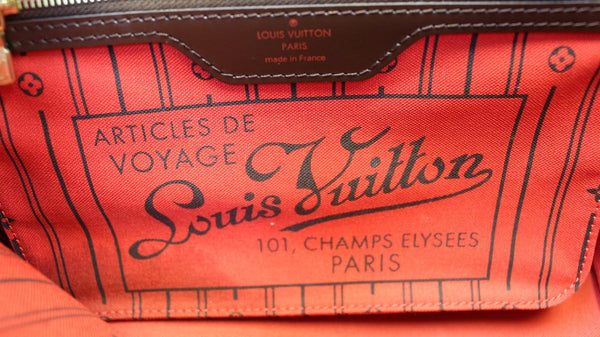 LOUIS VUITTON
PARIS
made in France
ARTICLES DE
VOYAGE
Louis Vuitton
101, CHAMPS ELYSEES
PARIS